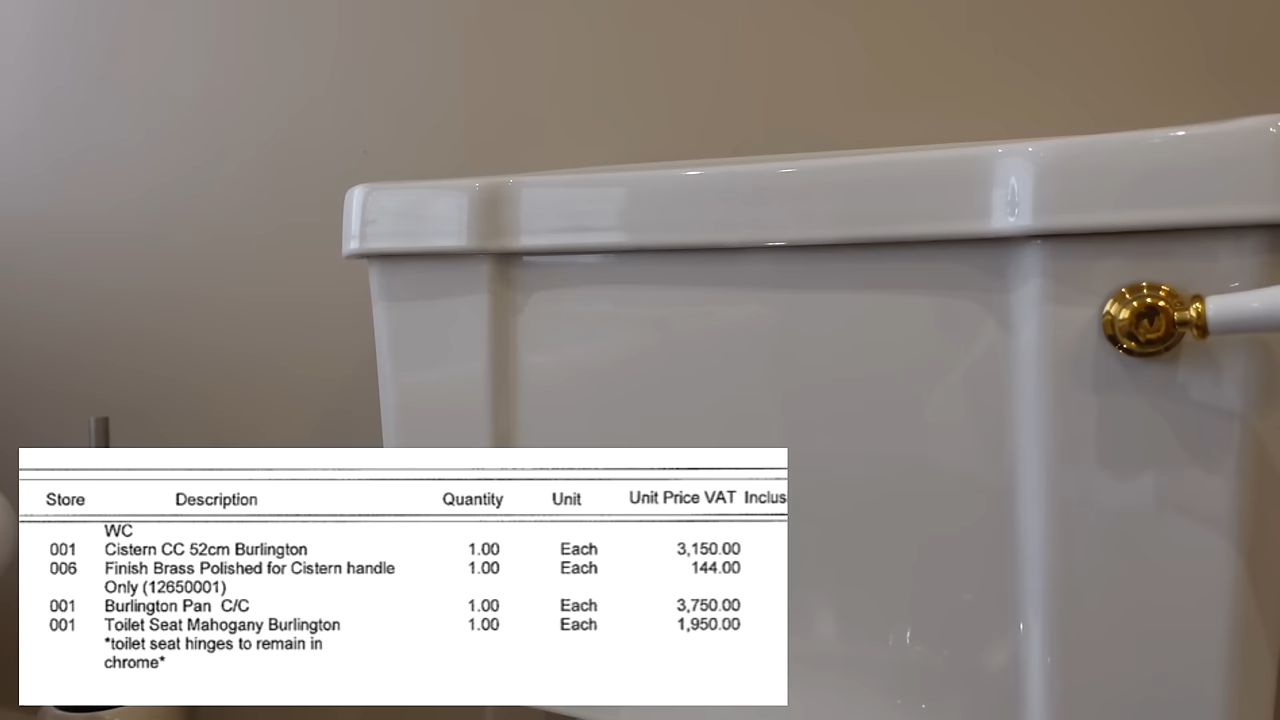 Store Description Quantity Unit Unit Price VAT Inclus
WC
001 Cistern CC 52cm Burlington 1.00 Each 3,150.00
006 Finish Brass Polished for Cistern handle 1.00 Each 144.00
Only (12650001)
001 Burlington Pan C/C 1.00 Each 3,750.00
001 Toilet Seat Mahogany Burlington 1.00 Each 1,950.00
*toilet seat hinges to remain in
chrome*